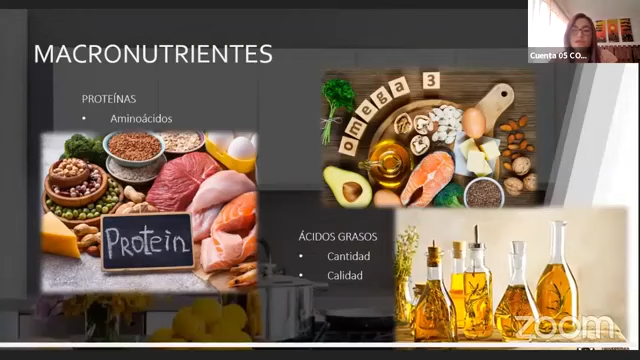 MACRONUTRIENTES
Cuenta 05 CO...
PROTEÍNAS
• Aminoácidos
omega 3
Protein
ÁCIDOS GRASOS
• Cantidad
• Calidad
zoom